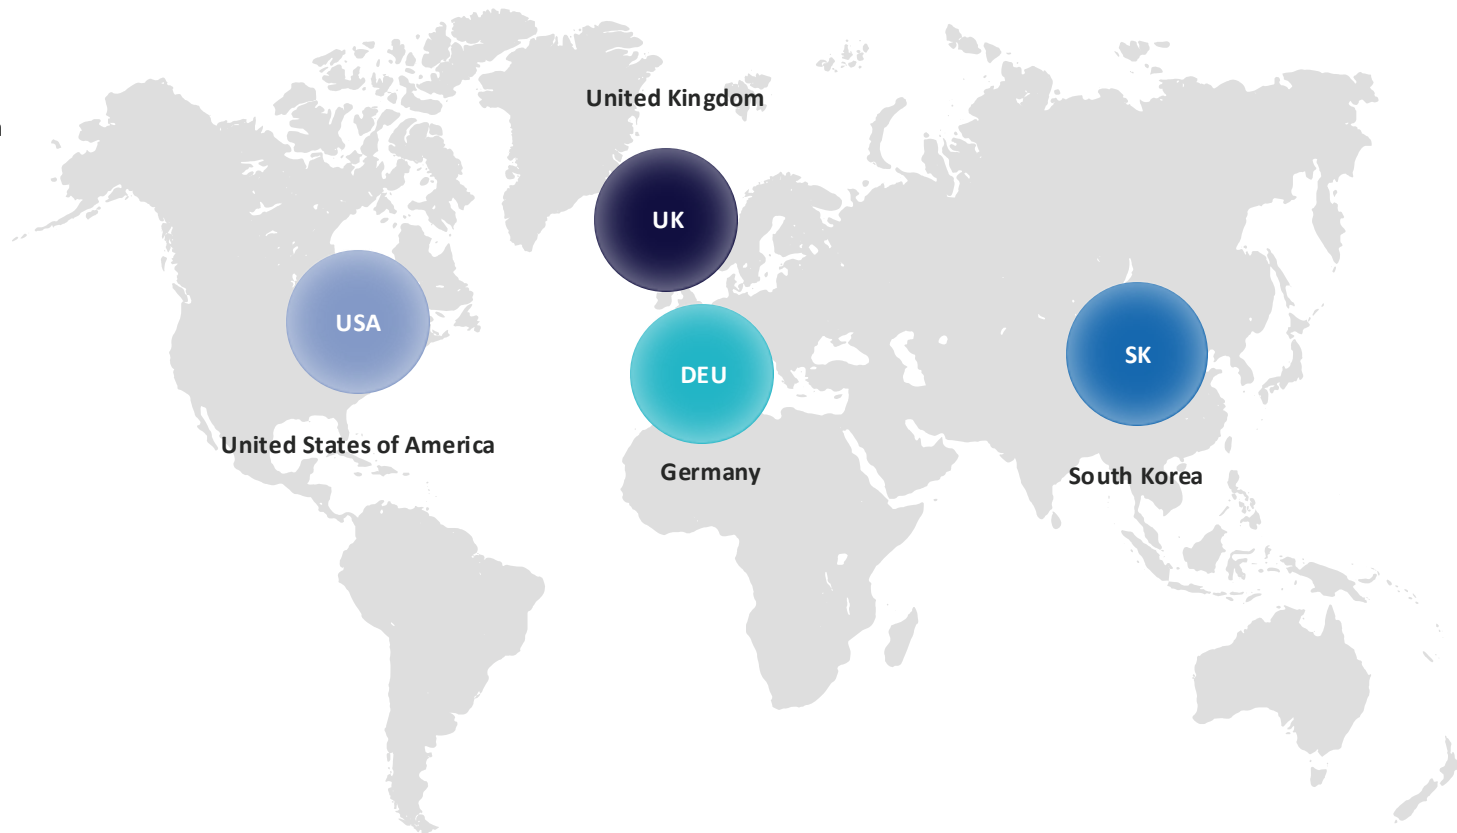 United Kingdom
UK
USA
DEU
SK
United States of America
Germany
South Korea